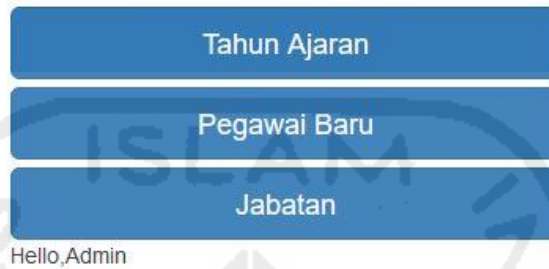 Tahun Ajaran
Pegawai Baru
ISLAM
Jabatan
Hello,Admin